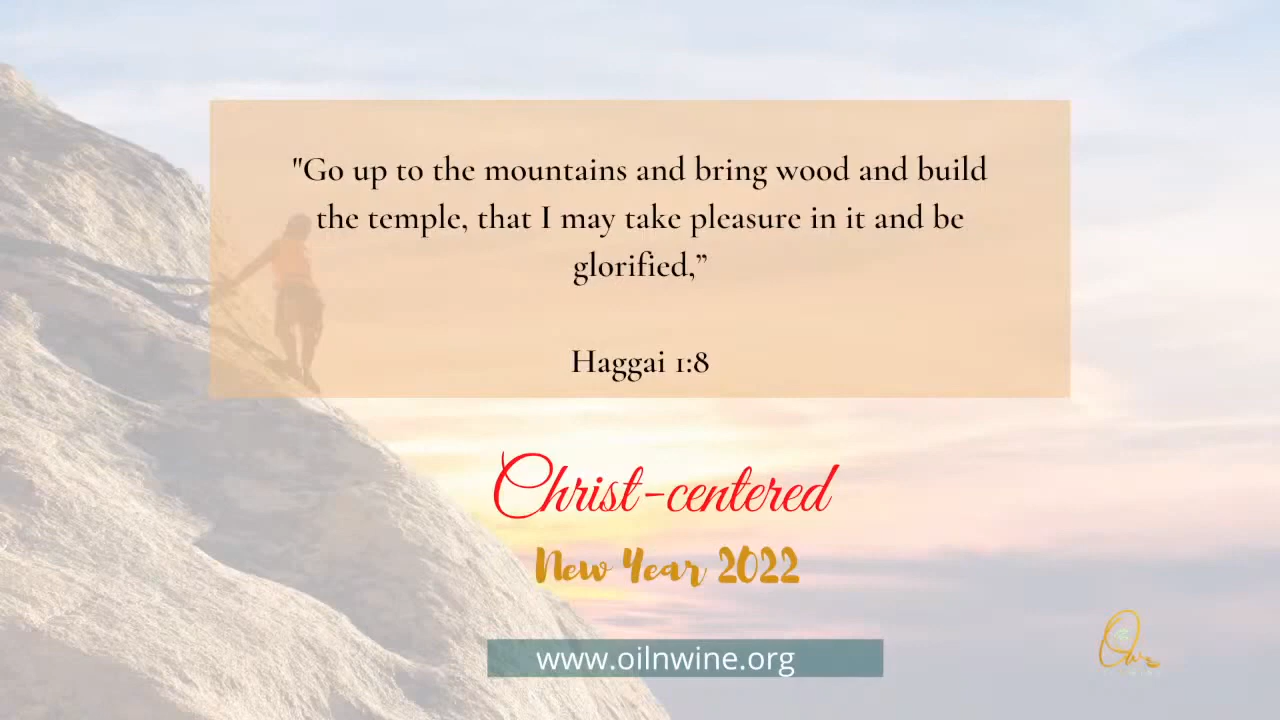 "Go up to the mountains and bring wood and build
the temple, that I may take pleasure in it and be
glorified,”
Haggai 1:8
Christ-centered
New Year 2022
www.oilnwine.org